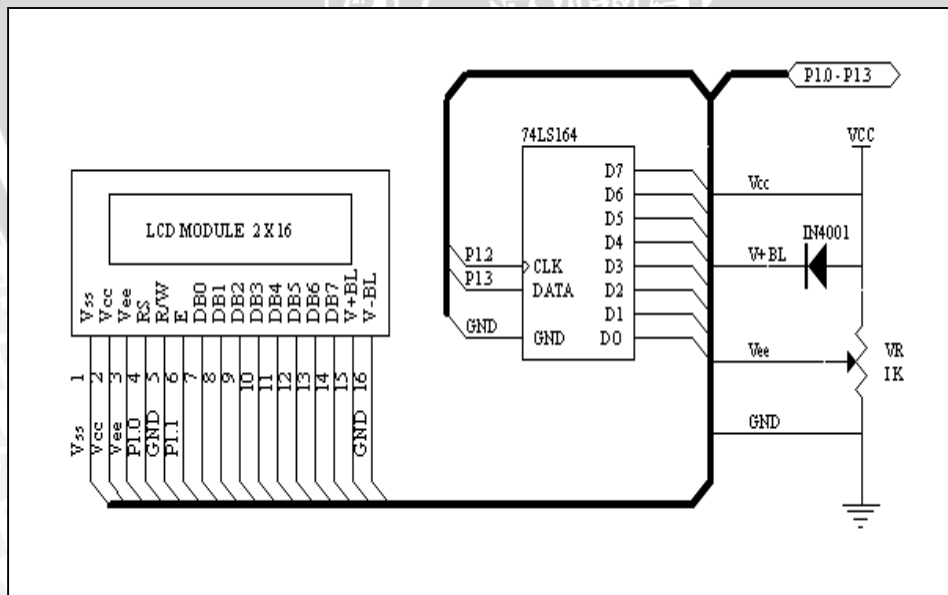 P1.0 - P1.3
74LS164
VCC
D7
D6
D5
D4
D3
D2
D1
D0
Vcc
IN4001
V+BL
LCD MODULE 2 X 16
P1.2
CLK
P1.3
DATA
GND
GND
Vee
VR
1K
GND
Vss
Vcc
Vee
RS
R/W
E
DB0
DB1
DB2
DB3
DB4
DB5
DB6
DB7
V+BL
V-BL
1
2
3
4
5
6
7
8
9
10
11
12
13
14
15
16
Vss
Vcc
Vee
P1.0
GND
P1.1
GND